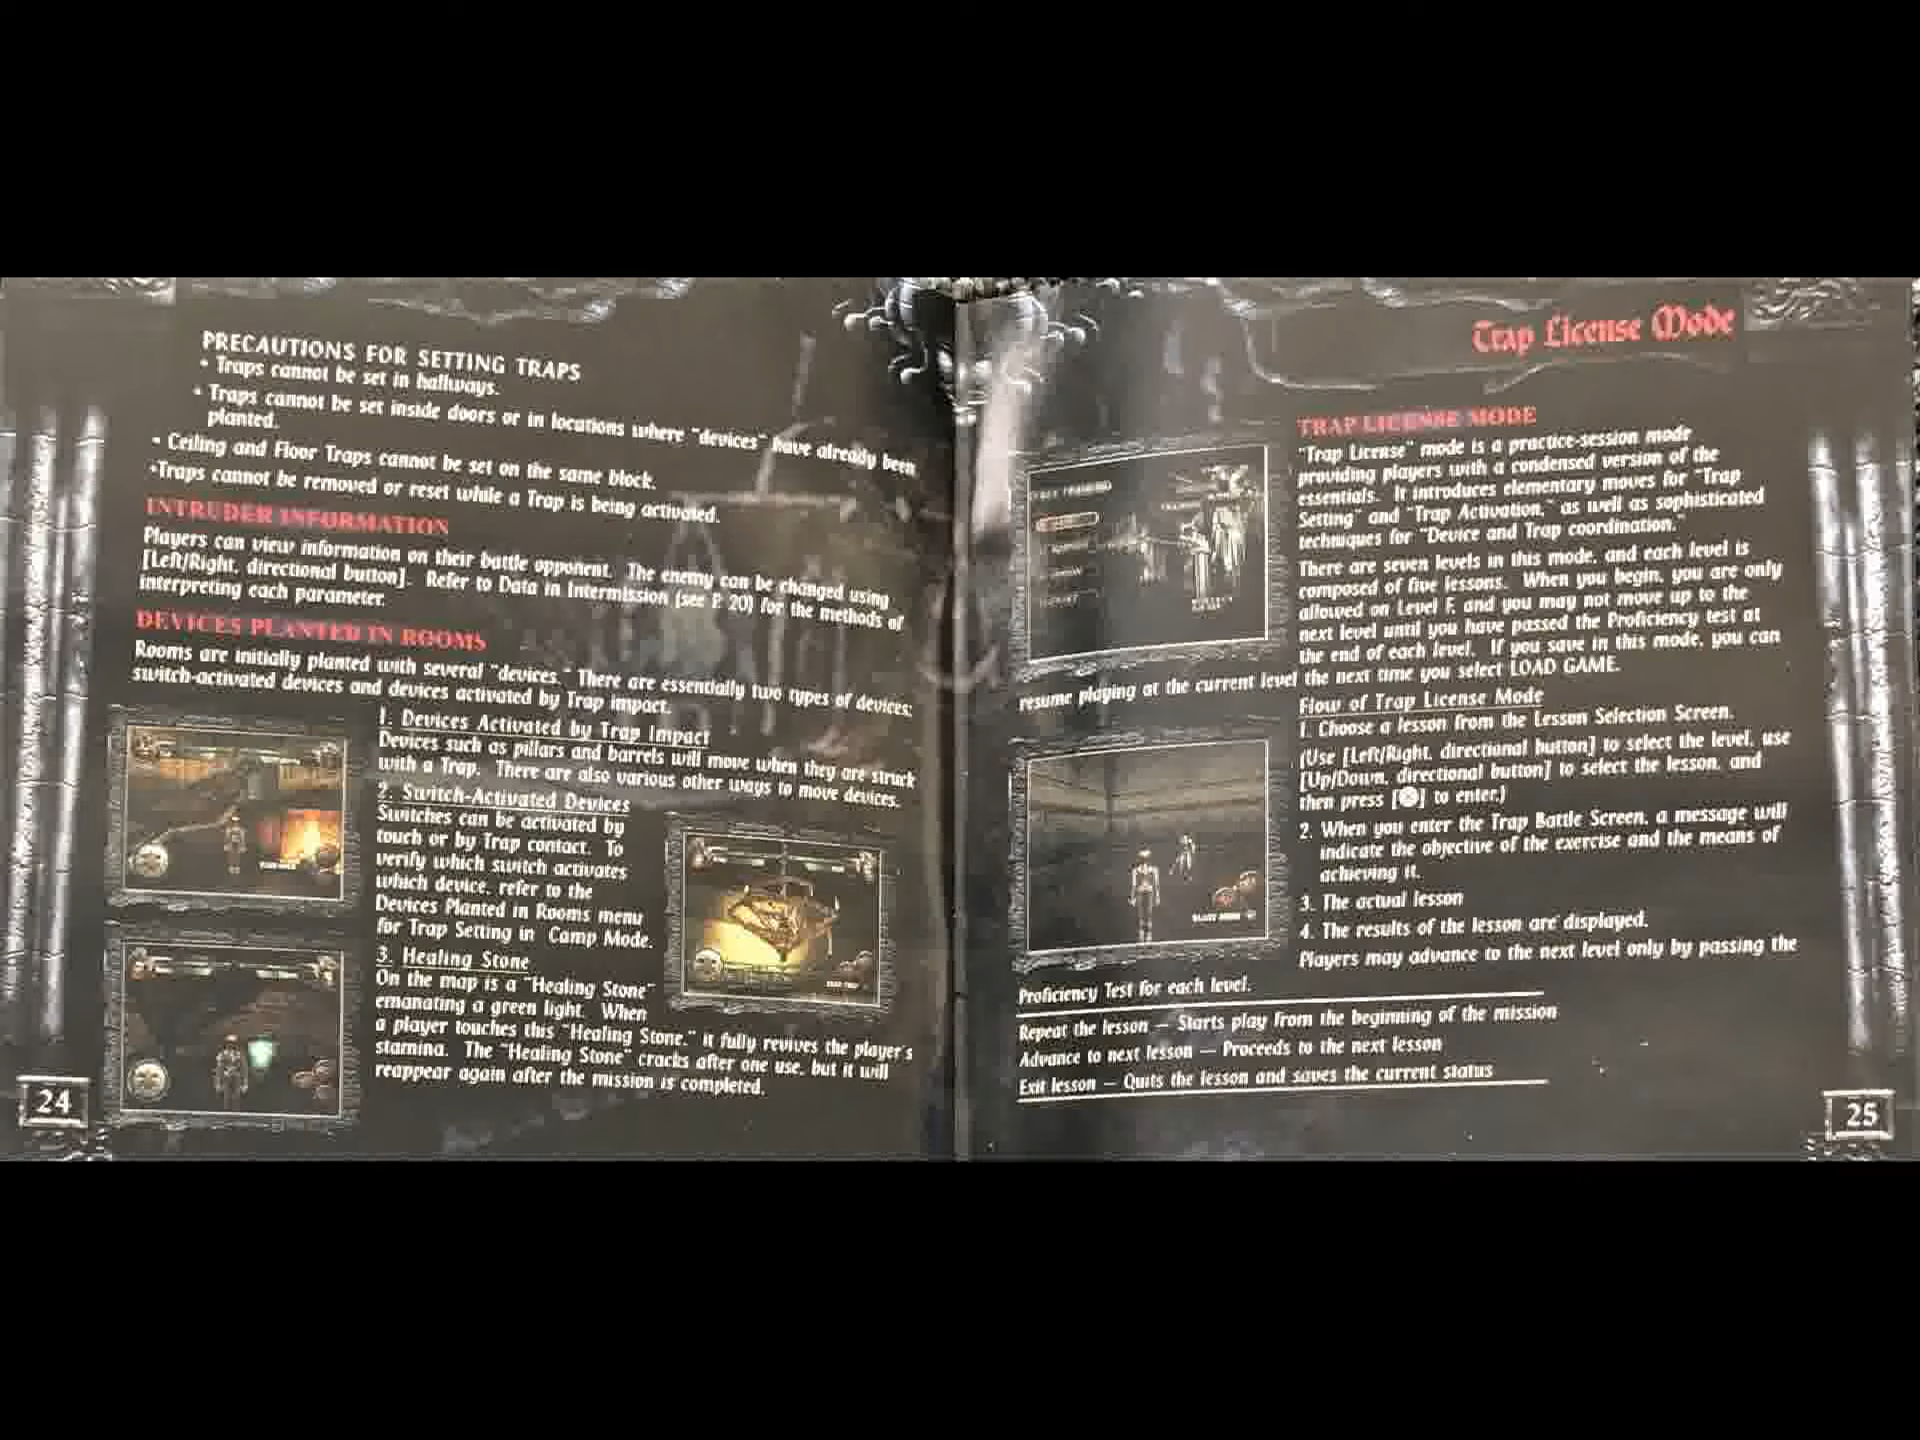 PRECAUTIONS FOR SETTING TRAPS
• Traps cannot be set in hallways.
• Traps cannot be set inside doors or in locations where "devices" have already been
planted.
• Ceiling and Floor Traps cannot be set on the same block.
•Traps cannot be removed or reset while a Trap is being activated.
INTRUDER INFORMATION
Players can view information on their battle opponent. The enemy can be changed using
[Left/Right, directional button]. Refer to Data in Intermission (see P. 20) for the methods of
interpreting each parameter.
DEVICES PLANTED IN ROOMS
Rooms are initially planted with several "devices." There are essentially two types of devices:
switch-activated devices and devices activated by Trap impact.
1. Devices Activated by Trap Impact
Devices such as pillars and barrels will move when they are struck
with a Trap. There are also various other ways to move devices.
2. Switch-Activated Devices
Switches can be activated by
touch or by Trap contact. To
verify which switch activates
which device, refer to the
Devices Planted in Rooms menu
for Trap Setting in Camp Mode.
3. Healing Stone
On the map is a "Healing Stone"
emanating a green light. When
a player touches this "Healing Stone," it fully revives the player's
stamina. The "Healing Stone" cracks after one use, but it will
reappear again after the mission is completed.
24
Trap License Mode
TRAP LICENSE MODE
"Trap License" mode is a practice-session mode
providing players with a condensed version of the
essentials. It introduces elementary moves for "Trap
Setting" and "Trap Activation," as well as sophisticated
techniques for "Device and Trap coordination."
There are seven levels in this mode, and each level is
composed of five lessons. When you begin, you are only
allowed on Level F, and you may not move up to the
next level until you have passed the Proficiency test at
the end of each level. If you save in this mode, you can
resume playing at the current level the next time you select LOAD GAME.
Flow of Trap License Mode
1. Choose a lesson from the Lesson Selection Screen.
(Use [Left/Right, directional button] to select the level, use
[Up/Down, directional button] to select the lesson, and
then press [⊗] to enter.)
2. When you enter the Trap Battle Screen, a message will
indicate the objective of the exercise and the means of
achieving it.
3. The actual lesson
4. The results of the lesson are displayed.
Players may advance to the next level only by passing the
Proficiency Test for each level.
Repeat the lesson – Starts play from the beginning of the mission
Advance to next lesson – Proceeds to the next lesson
Exit lesson – Quits the lesson and saves the current status
25